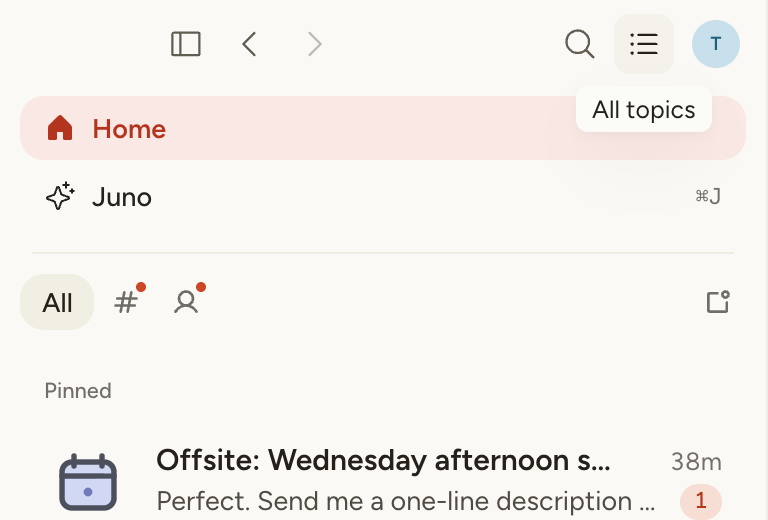 T
All topics
Home
Juno ⌘J
All #
Pinned
Offsite: Wednesday afternoon s... 38m
Perfect. Send me a one-line description ... 1